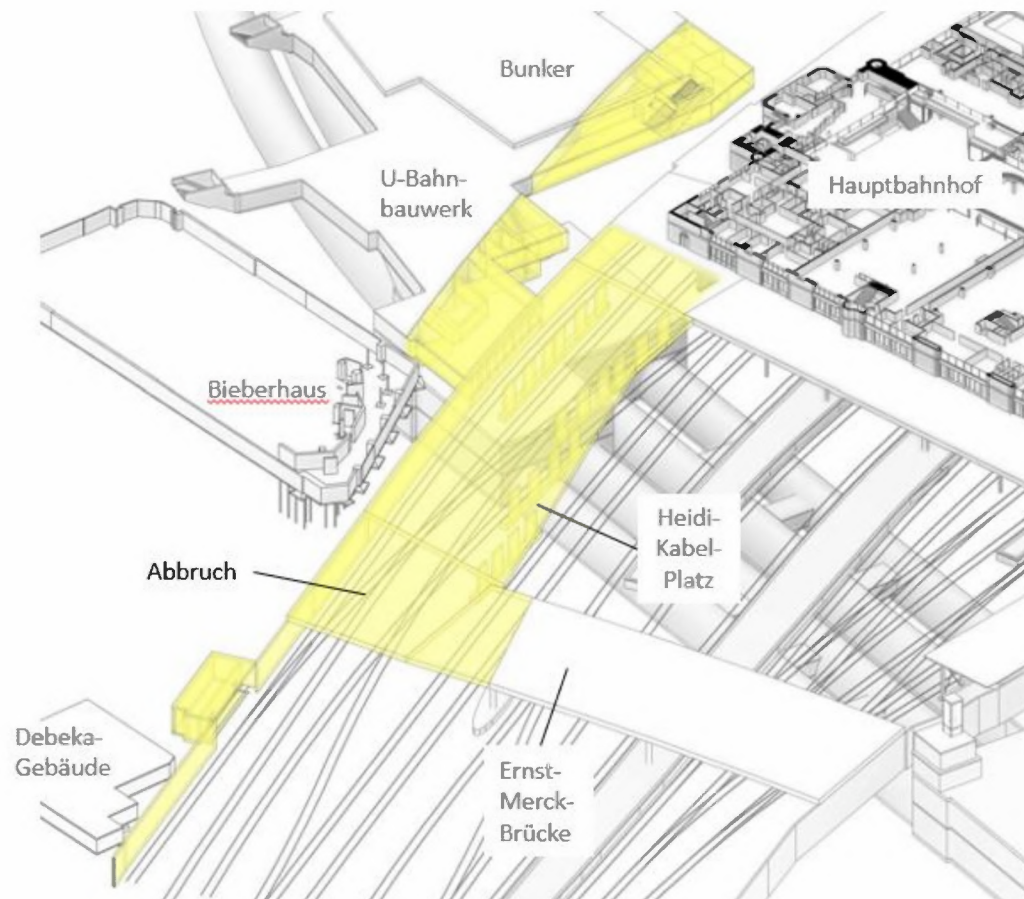 Bunker
U-Bahn-
bauwerk
Hauptbahnhof
Bieberhaus
Heidi-
Kabel-
Platz
Abbruch
Debeka-
Gebäude
Ernst-
Merck-
Brücke